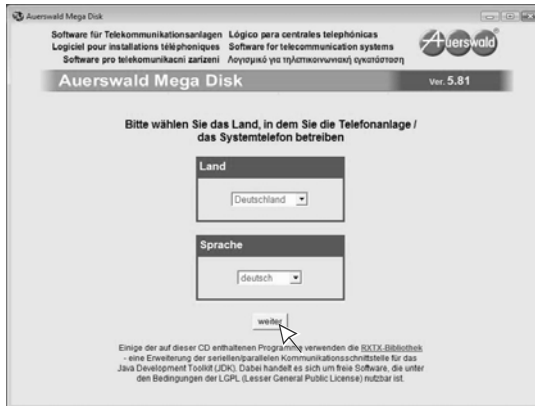 Auerswald Mega Disk
Software für Telekommunikationsanlagen Lógico para centrales telephónicas
Logiciel pour installations téléphoniques Software for telecommunication systems
Software pro telekomunikacni zarizeni Λογισμικό για τηλεπικοινωνιακή εγκατάσταση
Auerswald
Auerswald Mega Disk Ver. 5.81
Bitte wählen Sie das Land, in dem Sie die Telefonanlage /
das Systemtelefon betreiben
Land
Deutschland
Sprache
deutsch
weiter
Einige der auf dieser CD enthaltenen Programme verwenden die RXTX-Bibliothek
- eine Erweiterung der seriellen/parallelen Kommunikationsschnittstelle für das
Java Development Toolkit (JDK). Dabei handelt es sich um freie Software, die unter
den Bedingungen der LGPL (Lesser General Public License) nutzbar ist.